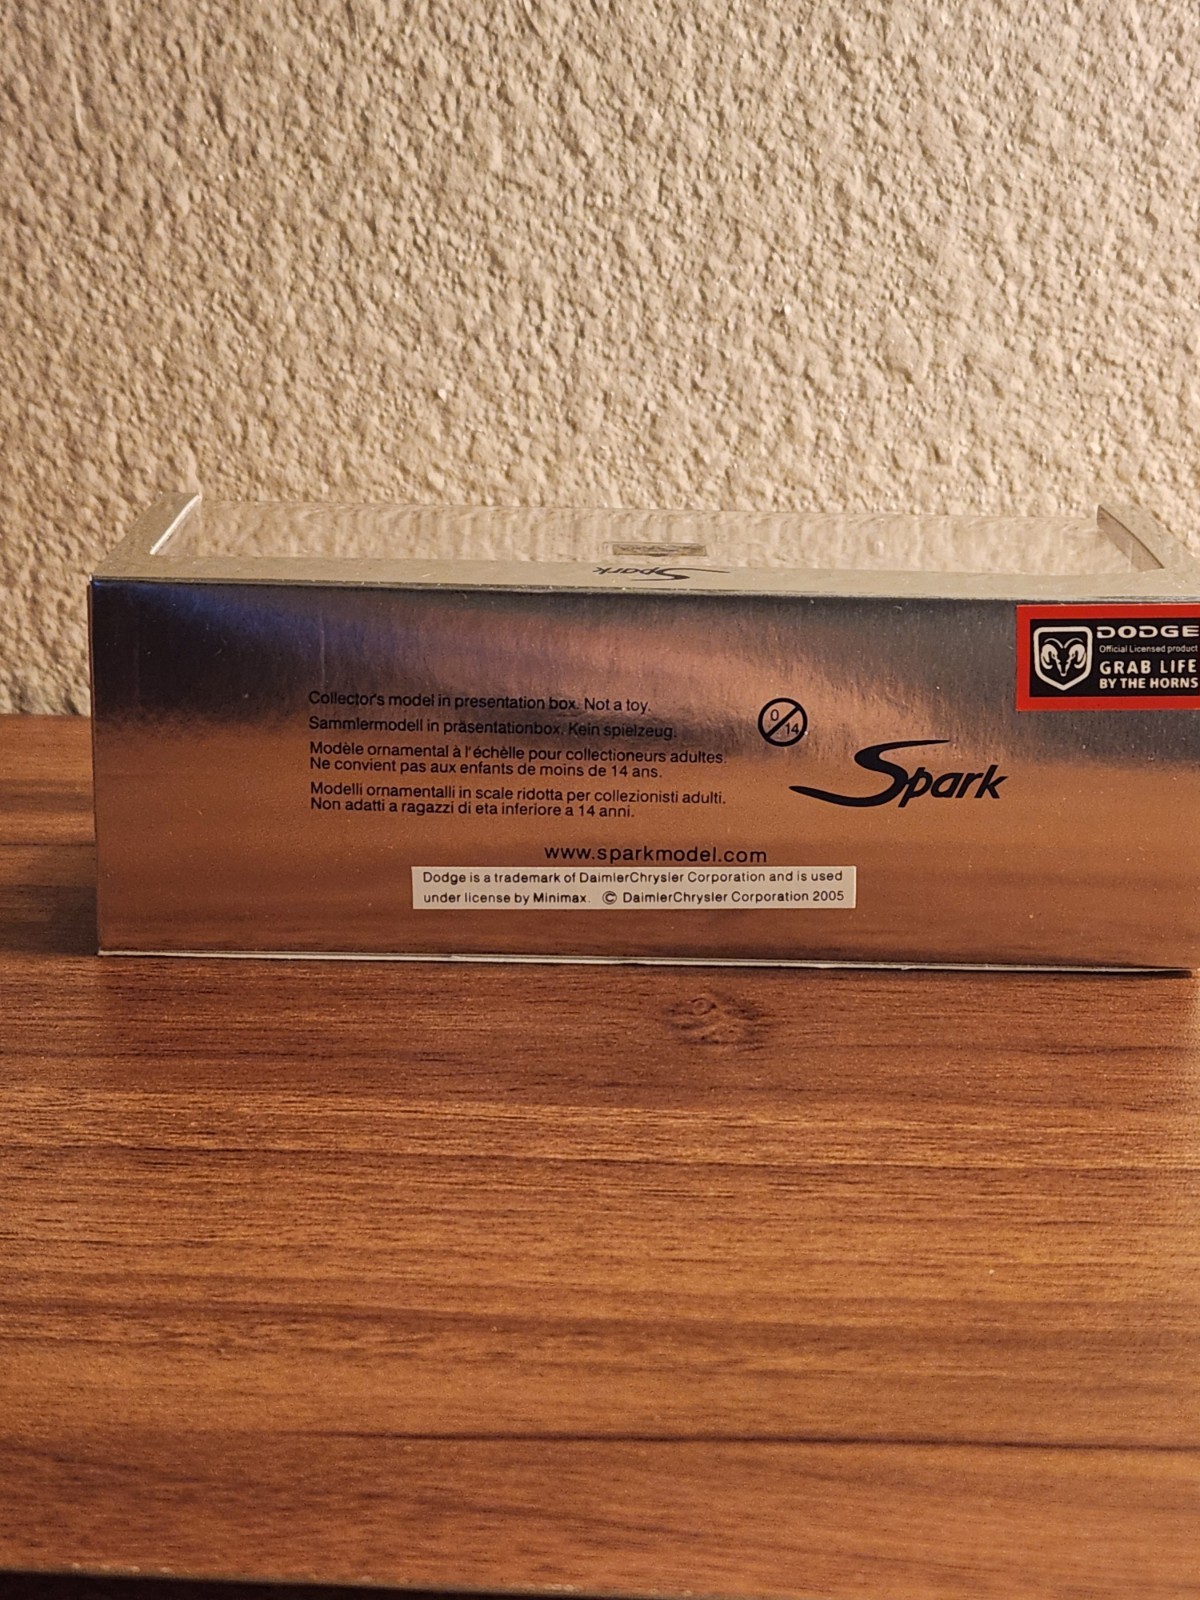 Spark
DODGE
Official Licensed product
GRAB LIFE
BY THE HORNS
Collector's model in presentation box. Not a toy.
Sammlermodell in präsentationbox. Kein spielzeug.
Modèle ornamental à l'échèlle pour collectioneurs adultes.
Ne convient pas aux enfants de moins de 14 ans.
Modelli ornamentalli in scale ridotta per collezionisti adulti.
Non adatti a ragazzi di eta inferiore a 14 anni.
0
14
Spark
www.sparkmodel.com
Dodge is a trademark of DaimlerChrysler Corporation and is used
under license by Minimax. © DaimlerChrysler Corporation 2005